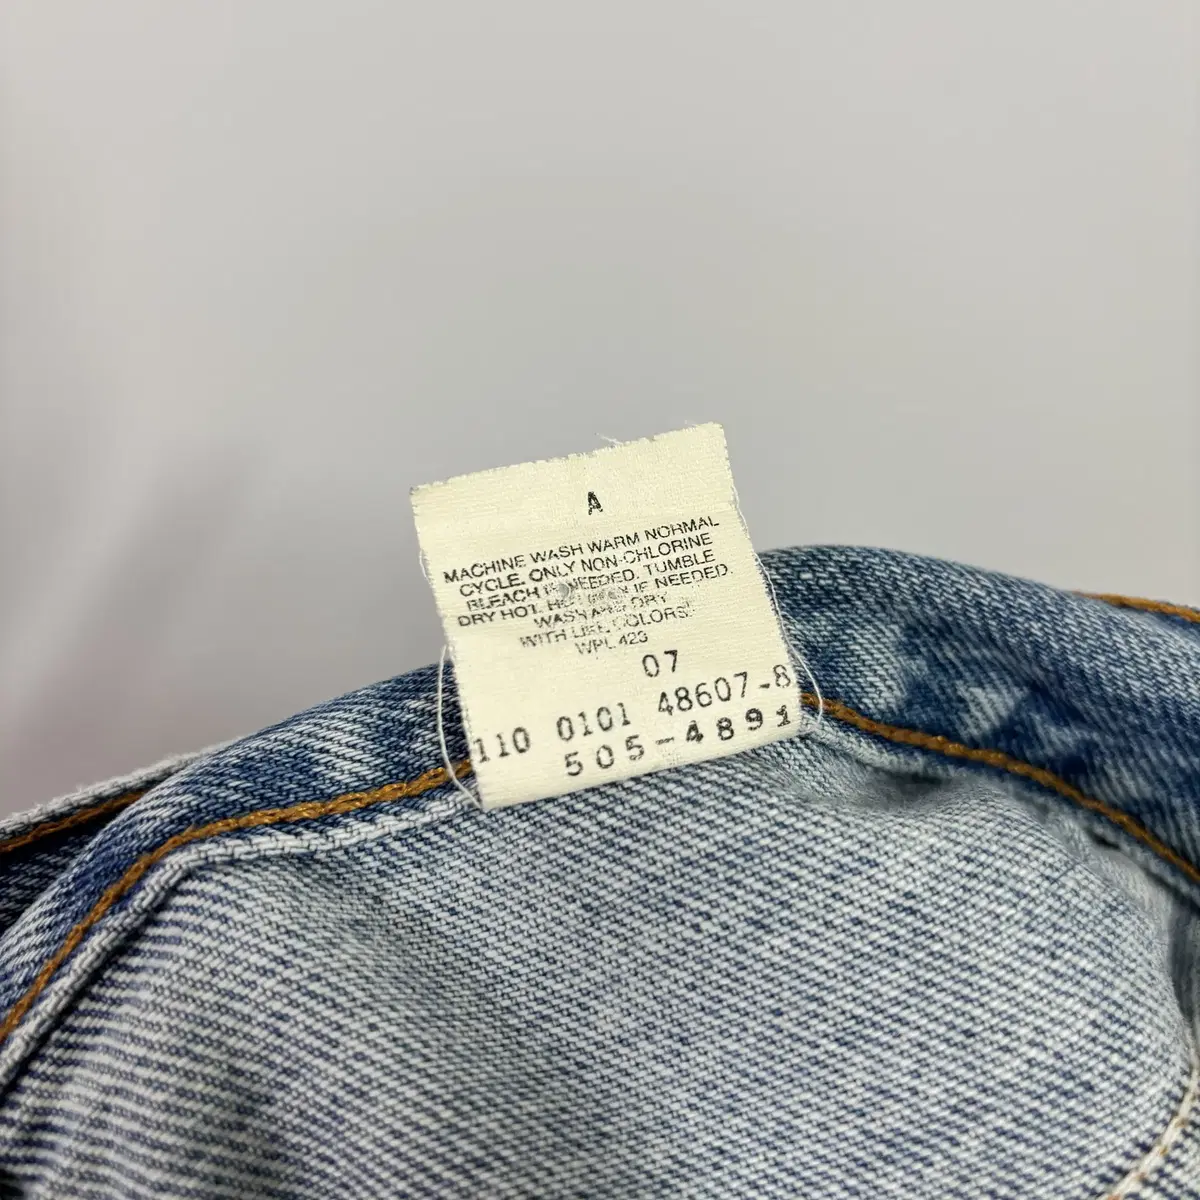 A
MACHINE WASH WARM NORMAL
CYCLE. ONLY NON-CHLORINE
BLEACH NEEDED. TUMBLE
DRY HOT. IF NEEDED
WASH AND DRY
WITH LIKE COLORS.
WPL 423
07
110 0101 48607-8
505-4891